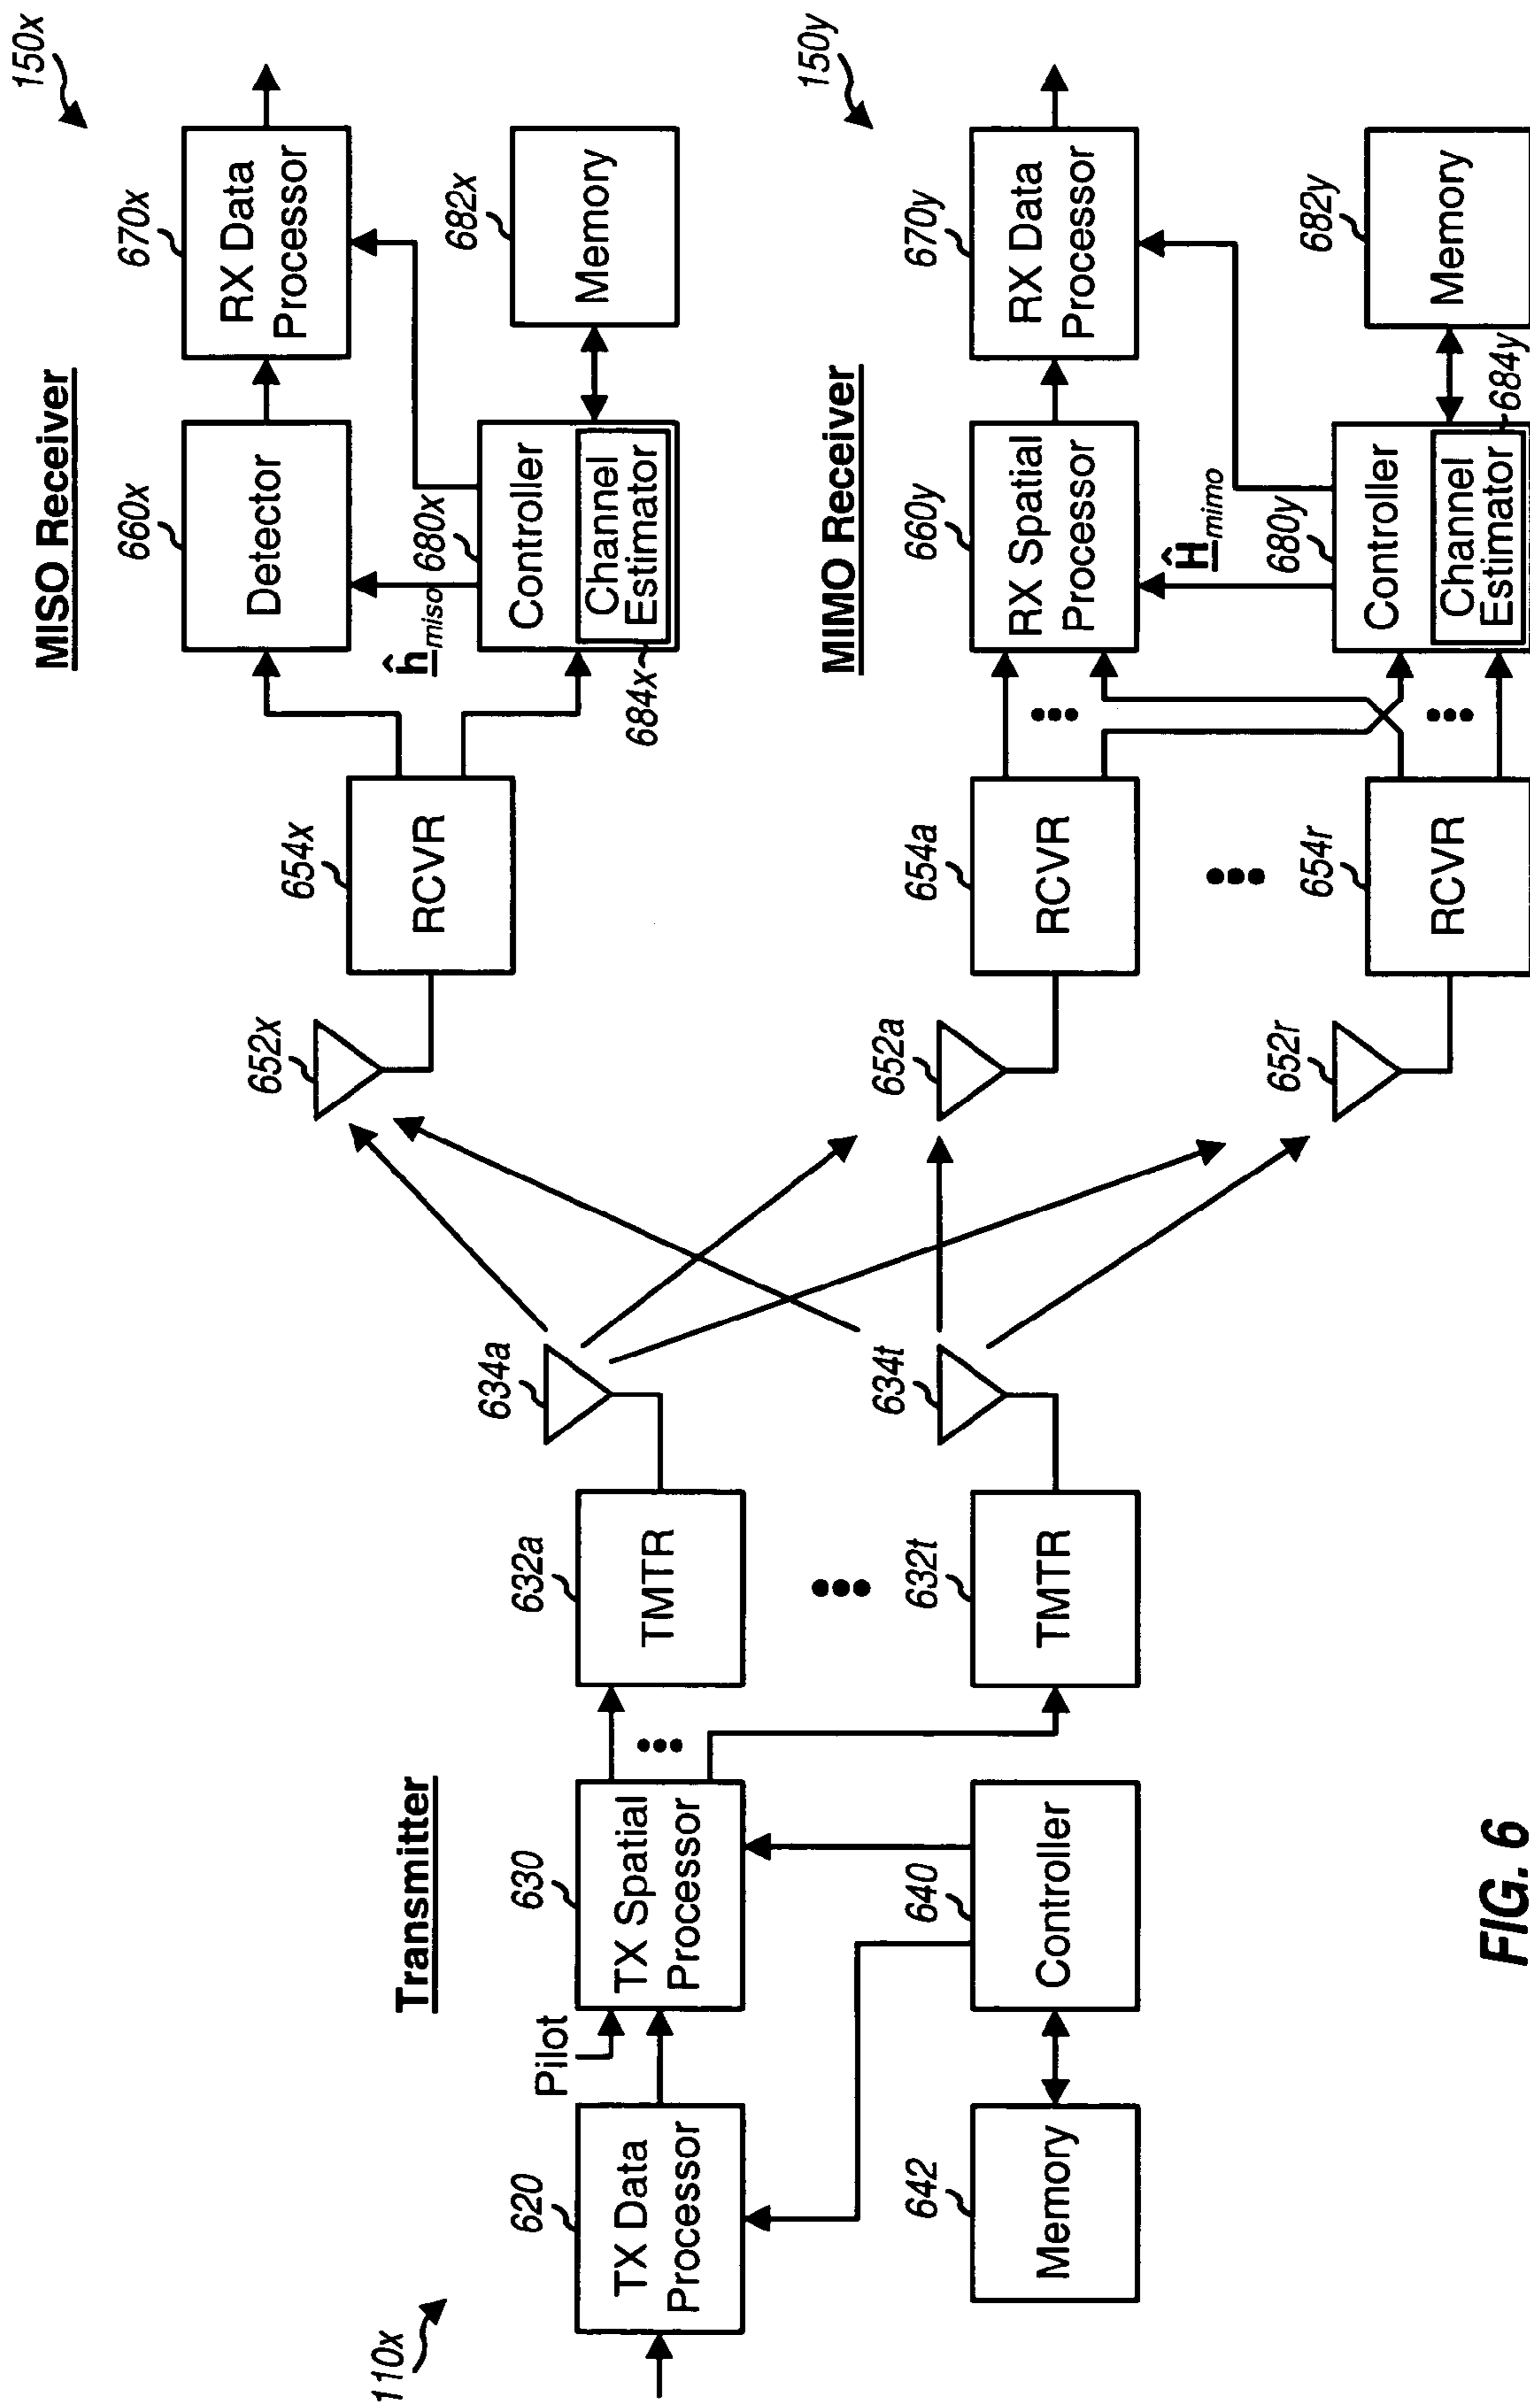 110x
Transmitter
620
TX Data
Processor
Pilot
630
TX Spatial
Processor
632a
TMTR
634a
642
Memory
640
Controller
632t
TMTR
634t
MISO Receiver
150x
652x
654x
RCVR
660x
Detector
670x
RX Data
Processor
ĥ miso
680x
Controller
Channel
Estimator
684x
682x
Memory
MIMO Receiver
150y
652a
654a
RCVR
660y
RX Spatial
Processor
670y
RX Data
Processor
Ĥ mimo
652r
654r
RCVR
680y
Controller
Channel
Estimator
684y
682y
Memory
FIG. 6